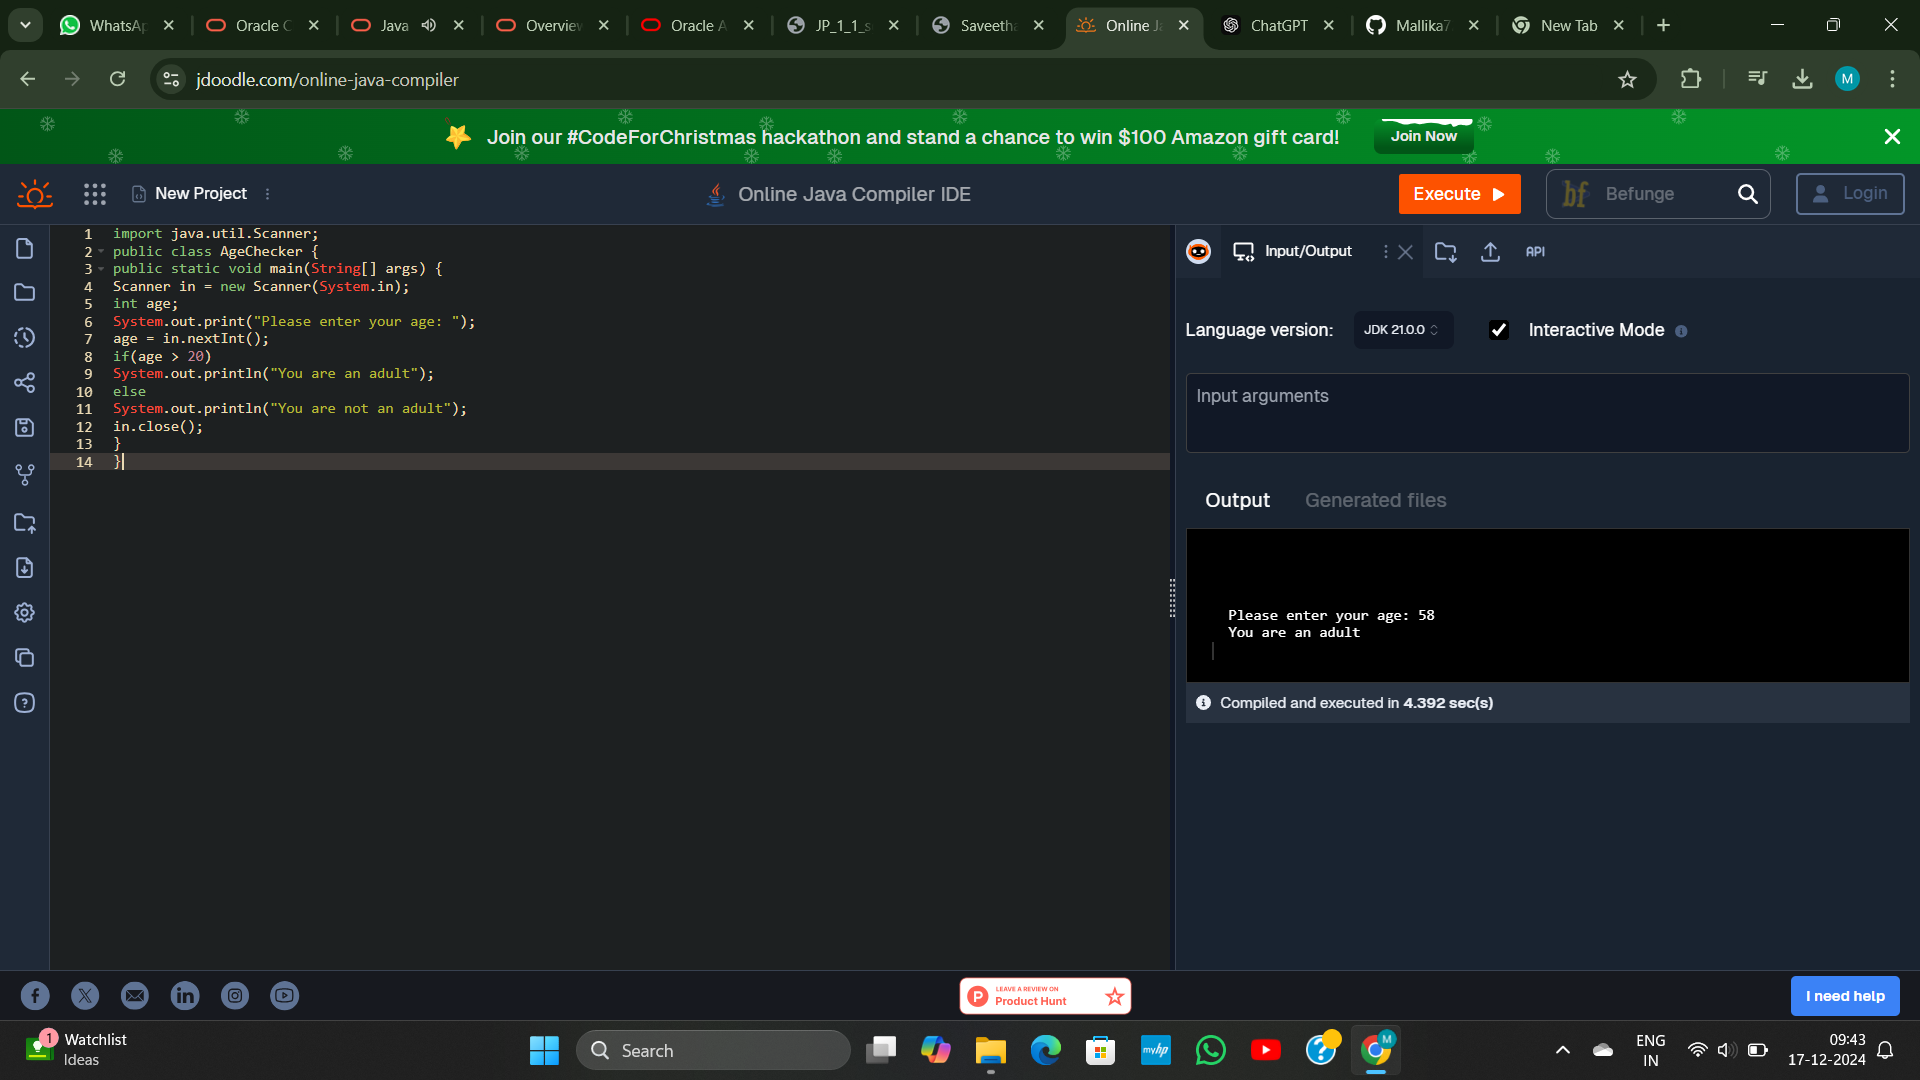 WhatsAp
Oracle C
Java
Overview
Oracle A
JP_1_1_s
Saveetha
Online Ja
ChatGPT
Mallika7
New Tab
jdoodle.com/online-java-compiler
M
Join our #CodeForChristmas hackathon and stand a chance to win $100 Amazon gift card!
Join Now
New Project
Online Java Compiler IDE
Execute
bf Befunge
Login
1 import java.util.Scanner;
2 public class AgeChecker {
3 public static void main(String[] args) {
4 Scanner in = new Scanner(System.in);
5 int age;
6 System.out.print("Please enter your age: ");
7 age = in.nextInt();
8 if(age > 20)
9 System.out.println("You are an adult");
10 else
11 System.out.println("You are not an adult");
12 in.close();
13 }
14 }
Input/Output
API
Language version:
JDK 21.0.0
Interactive Mode
Input arguments
Output
Generated files
Please enter your age: 58
You are an adult
Compiled and executed in 4.392 sec(s)
P LEAVE A REVIEW ON
Product Hunt
I need help
1
Watchlist
Ideas
Search
myhp
M
ENG
IN
09:43
17-12-2024